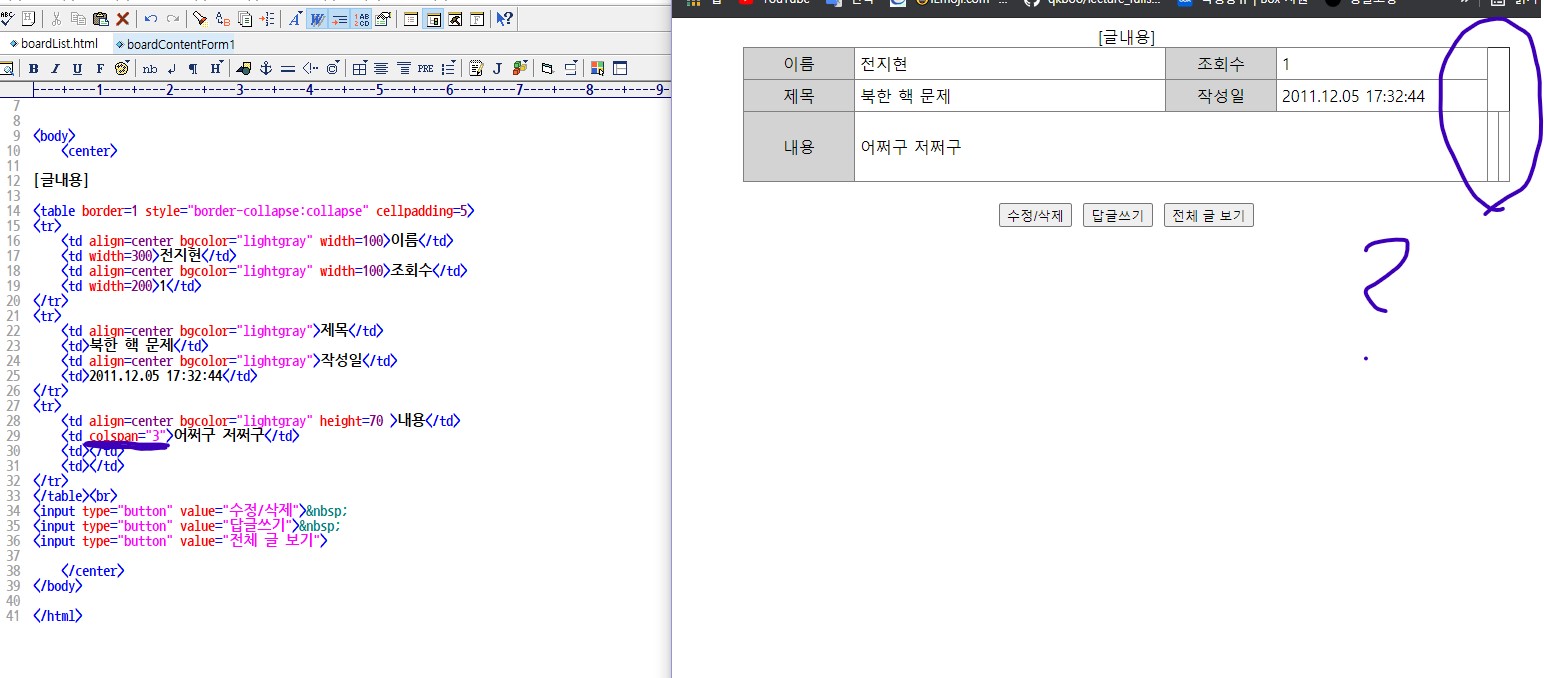 YouTube
boardList.html
boardContentForm1
B I U F nb H PRE J
1 2 3 4 5 6 7 8 9
7
8
9 <body>
10 <center>
11
12 [글내용]
13
14 <table border=1 style="border-collapse:collapse" cellpadding=5>
15 <tr>
16 <td align=center bgcolor="lightgray" width=100>이름</td>
17 <td width=300>전지현</td>
18 <td align=center bgcolor="lightgray" width=100>조회수</td>
19 <td width=200>1</td>
20 </tr>
21 <tr>
22 <td align=center bgcolor="lightgray">제목</td>
23 <td>북한 핵 문제</td>
24 <td align=center bgcolor="lightgray">작성일</td>
25 <td>2011.12.05 17:32:44</td>
26 </tr>
27 <tr>
28 <td align=center bgcolor="lightgray" height=70 >내용</td>
29 <td colspan="3">어쩌구 저쩌구</td>
30 <td></td>
31 <td></td>
32 </tr>
33 </table><br>
34 <input type="button" value="수정/삭제">&nbsp;
35 <input type="button" value="답글쓰기">&nbsp;
36 <input type="button" value="전체 글 보기">
37
38 </center>
39 </body>
40
41 </html>
[글내용]
이름 전지현 조회수 1
제목 북한 핵 문제 작성일 2011.12.05 17:32:44
내용 어쩌구 저쩌구
수정/삭제 답글쓰기 전체 글 보기
?